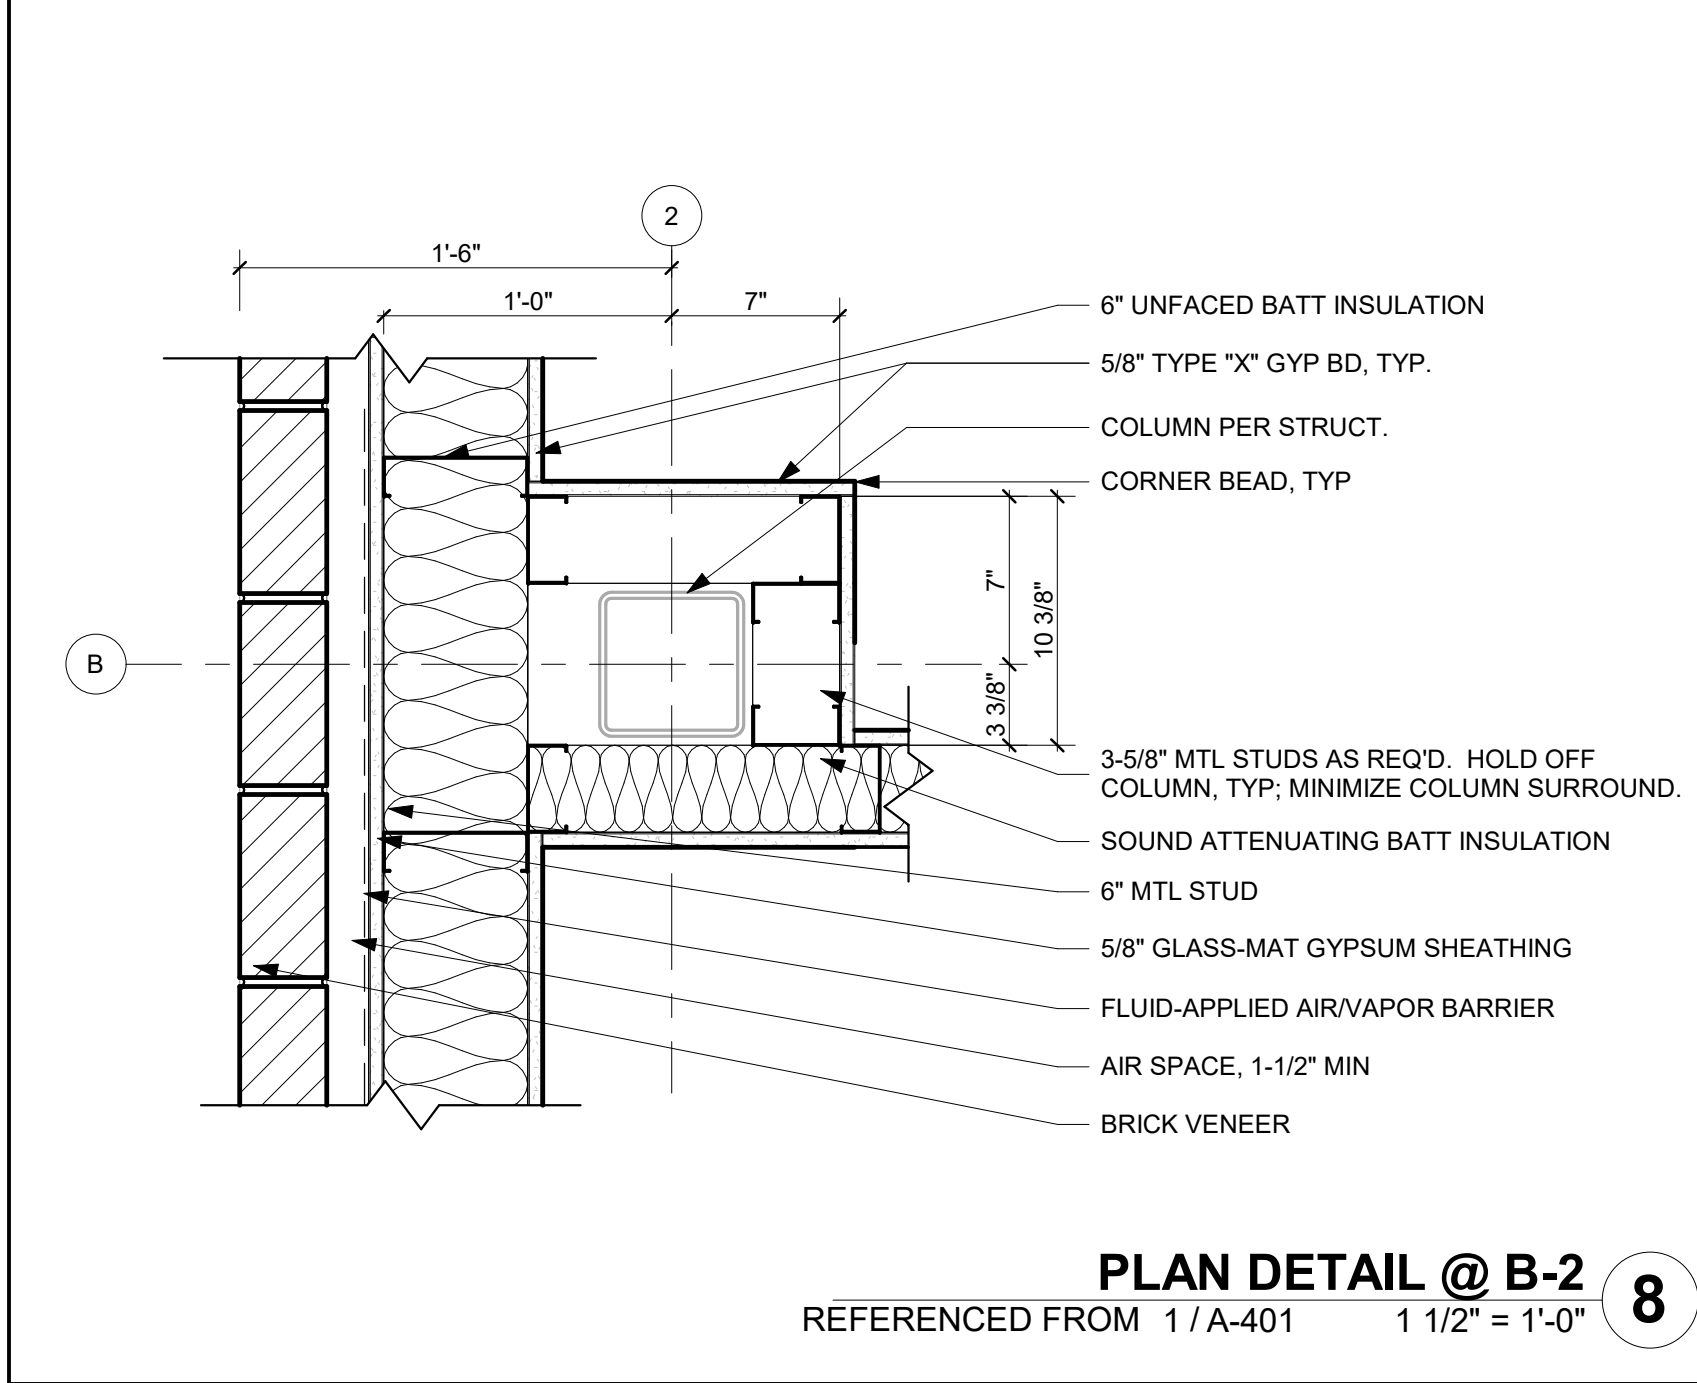 2
1'-6"
1'-0"
7"
6" UNFACED BATT INSULATION
5/8" TYPE "X" GYP BD, TYP.
COLUMN PER STRUCT.
CORNER BEAD, TYP
7"
10 3/8"
3 3/8"
B
3-5/8" MTL STUDS AS REQ'D. HOLD OFF
COLUMN, TYP; MINIMIZE COLUMN SURROUND.
SOUND ATTENUATING BATT INSULATION
6" MTL STUD
5/8" GLASS-MAT GYPSUM SHEATHING
FLUID-APPLIED AIR/VAPOR BARRIER
AIR SPACE, 1-1/2" MIN
BRICK VENEER
PLAN DETAIL @ B-2
8
REFERENCED FROM 1 / A-401 1 1/2" = 1'-0"